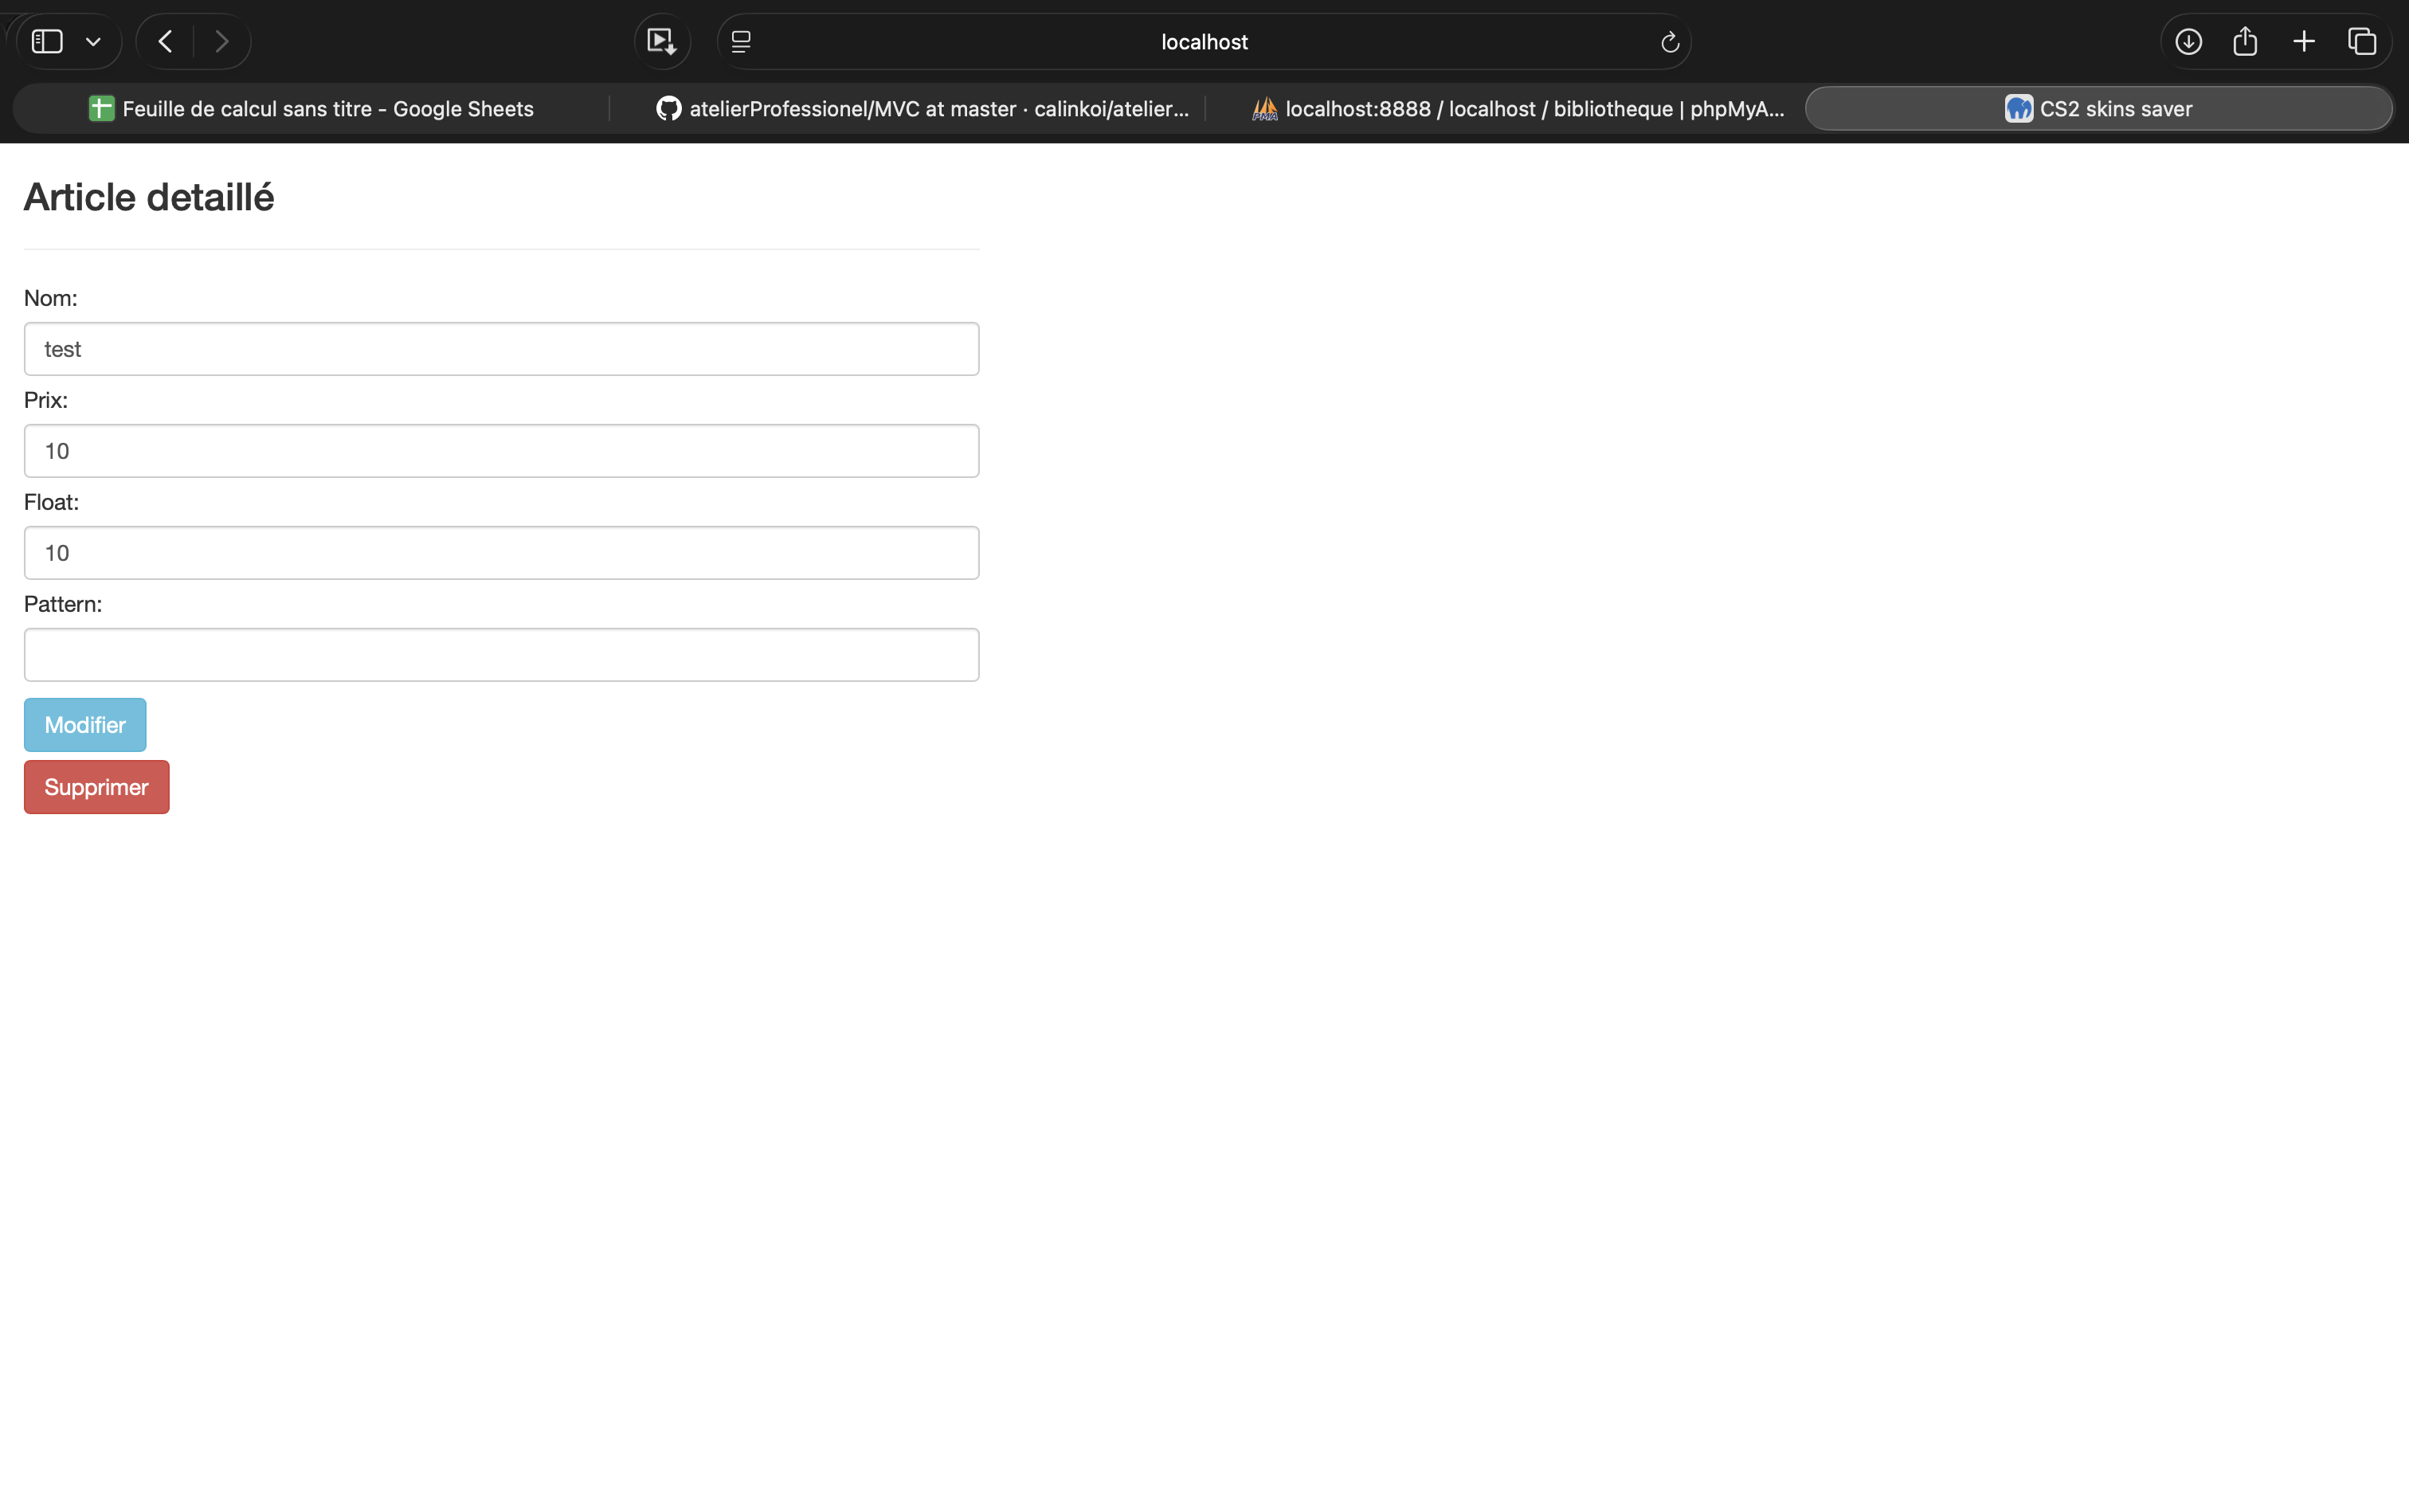 localhost
Feuille de calcul sans titre - Google Sheets
atelierProfessionel/MVC at master · calinkoi/atelier...
PMA
localhost:8888 / localhost / bibliotheque | phpMyA...
CS2 skins saver
Article detaillé
Nom:
test
Prix:
10
Float:
10
Pattern:
Modifier
Supprimer